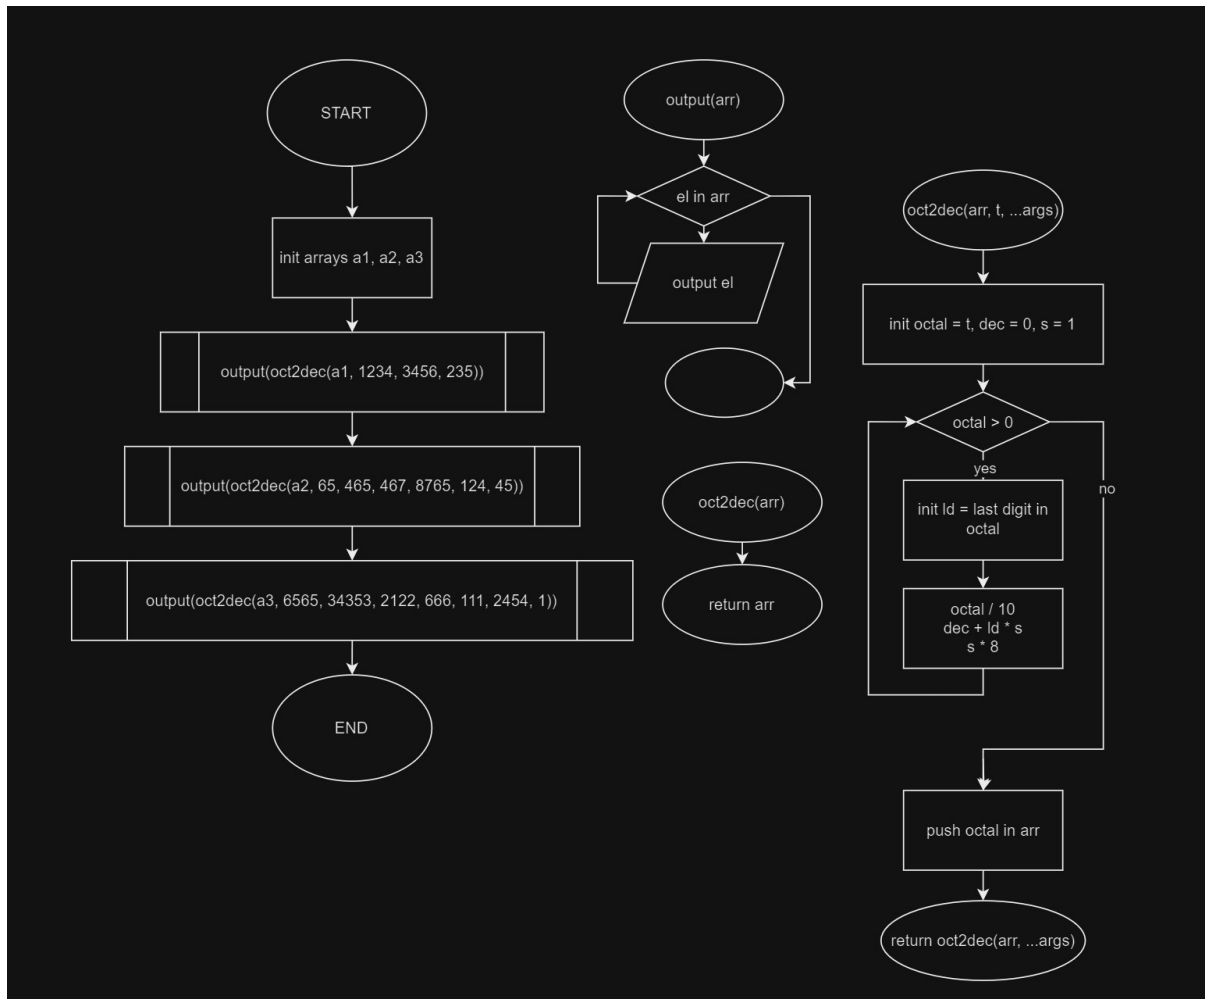 START
init arrays a1, a2, a3
output(oct2dec(a1, 1234, 3456, 235))
output(oct2dec(a2, 65, 465, 467, 8765, 124, 45))
output(oct2dec(a3, 6565, 34353, 2122, 666, 111, 2454, 1))
END
output(arr)
el in arr
output el
oct2dec(arr)
return arr
oct2dec(arr, t, ...args)
init octal = t, dec = 0, s = 1
octal > 0
yes
no
init ld = last digit in
octal
octal / 10
dec + ld * s
s * 8
push octal in arr
return oct2dec(arr, ...args)